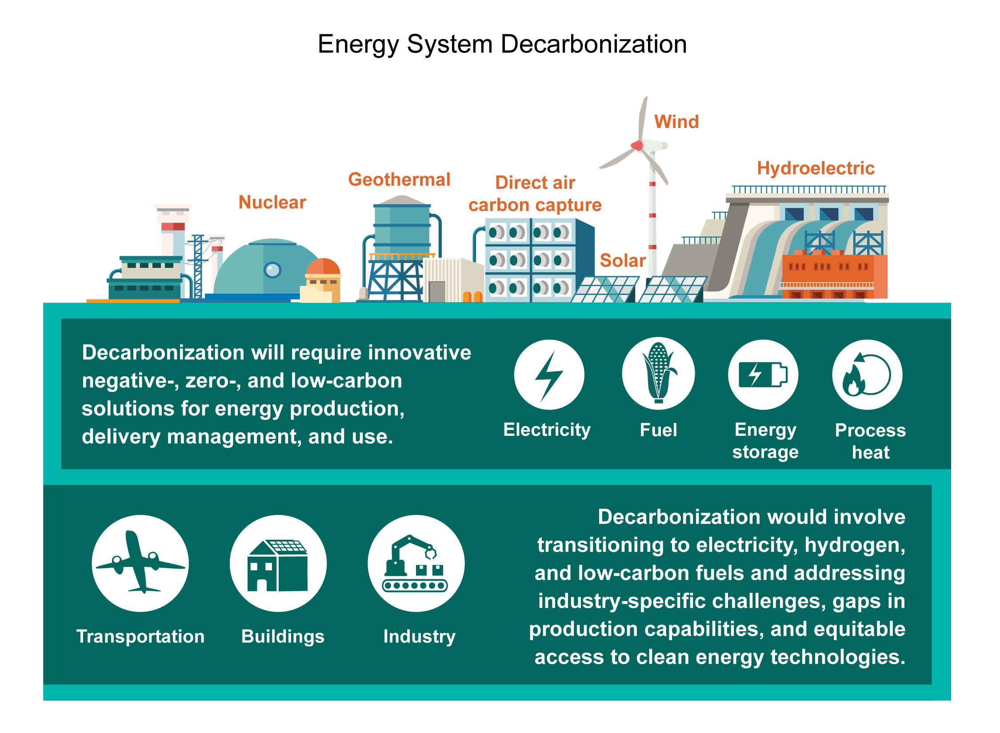 Energy System Decarbonization
Wind
Hydroelectric
Geothermal
Direct air
carbon capture
Nuclear
Solar
Decarbonization will require innovative
negative-, zero-, and low-carbon
solutions for energy production,
delivery management, and use.
Electricity
Fuel
Energy
storage
Process
heat
Transportation
Buildings
Industry
Decarbonization would involve
transitioning to electricity, hydrogen,
and low-carbon fuels and addressing
industry-specific challenges, gaps in
production capabilities, and equitable
access to clean energy technologies.